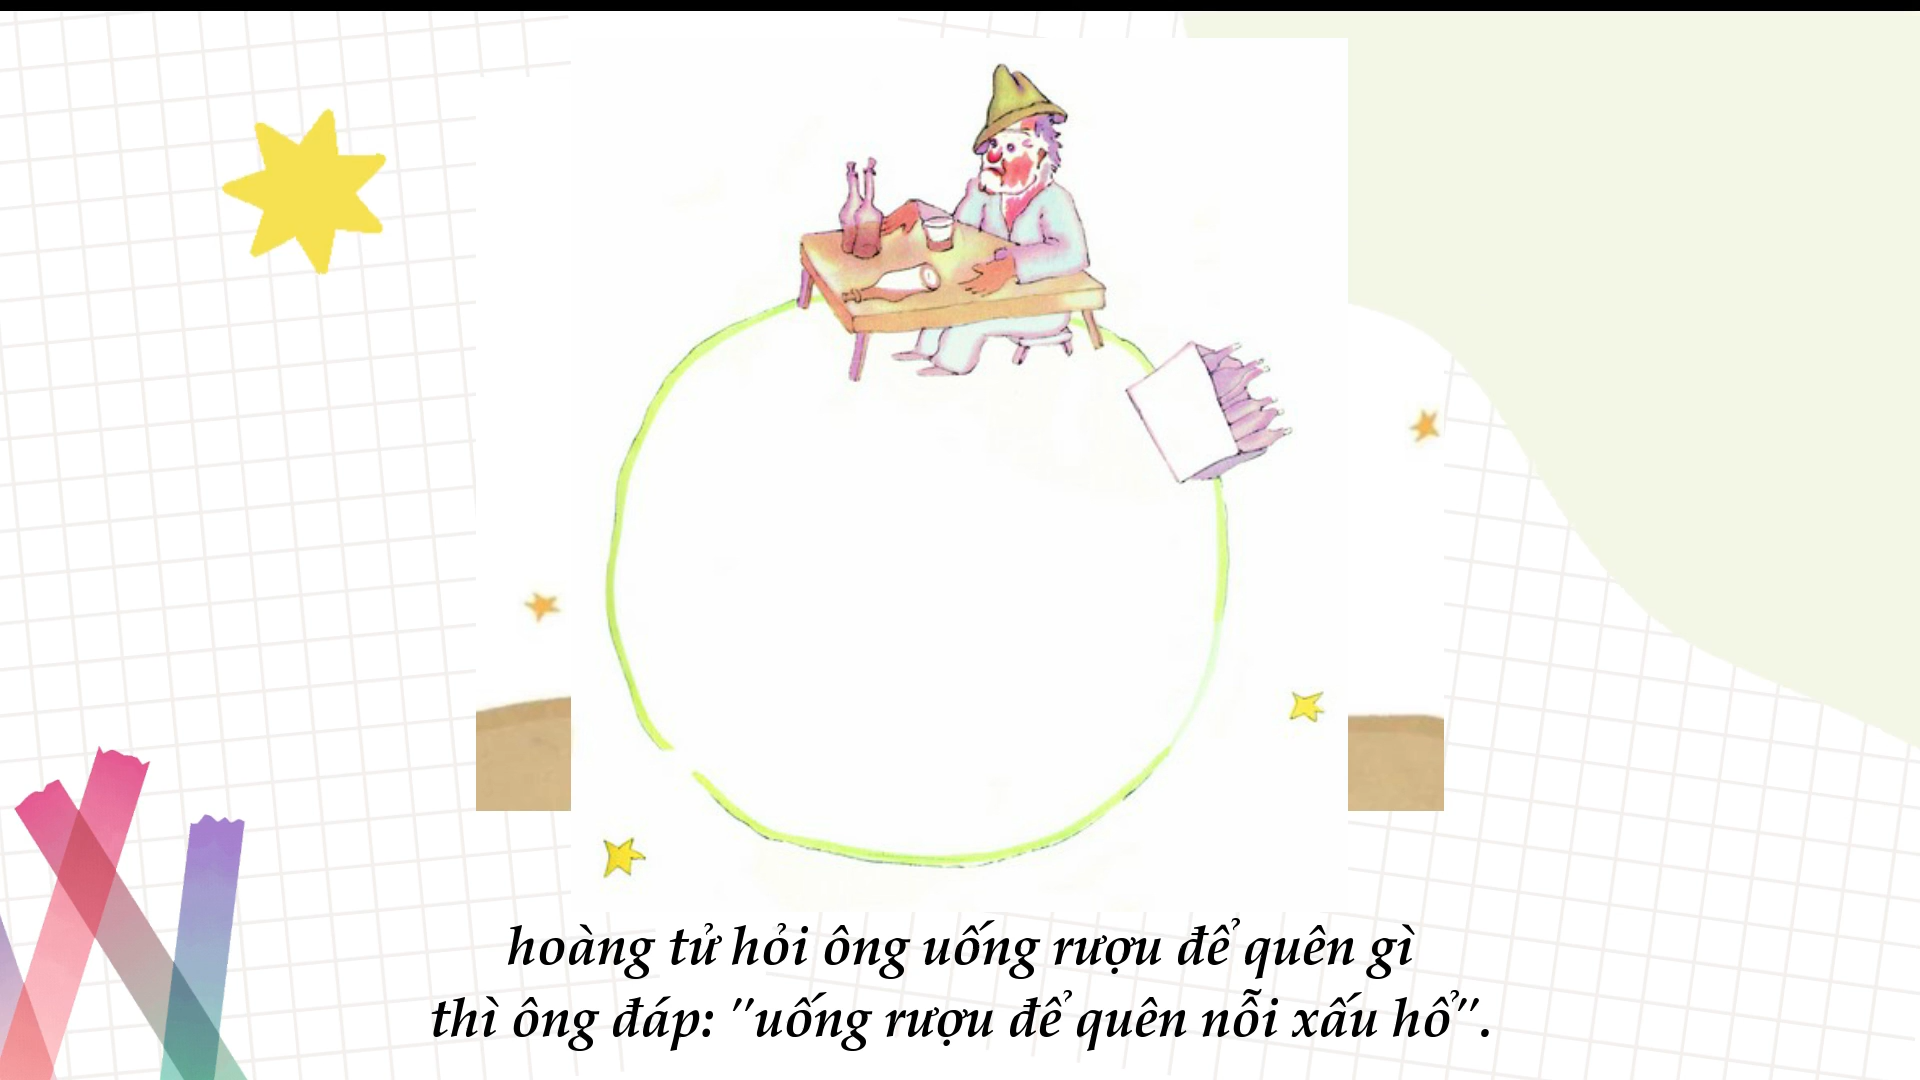 hoàng tử hỏi ông uống rượu để quên gì
thì ông đáp: "uống rượu để quên nỗi xấu hổ".